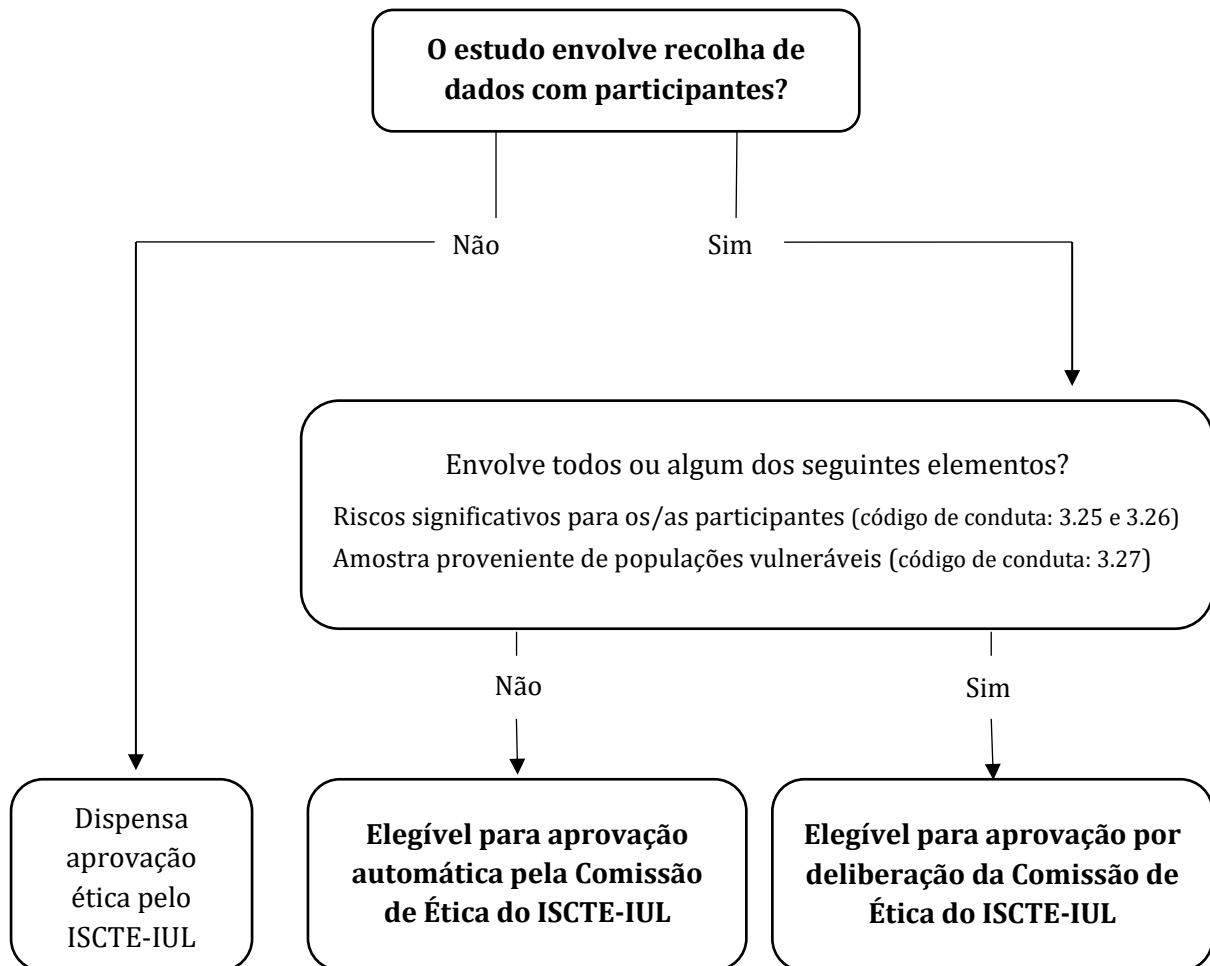 O estudo envolve recolha de
dados com participantes?
Não
Sim
Envolve todos ou algum dos seguintes elementos?
Riscos significativos para os/as participantes (código de conduta: 3.25 e 3.26)
Amostra proveniente de populações vulneráveis (código de conduta: 3.27)
Não
Sim
Dispensa
aprovação
ética pelo
ISCTE-IUL
Elegível para aprovação
automática pela Comissão
de Ética do ISCTE-IUL
Elegível para aprovação por
deliberação da Comissão de
Ética do ISCTE-IUL